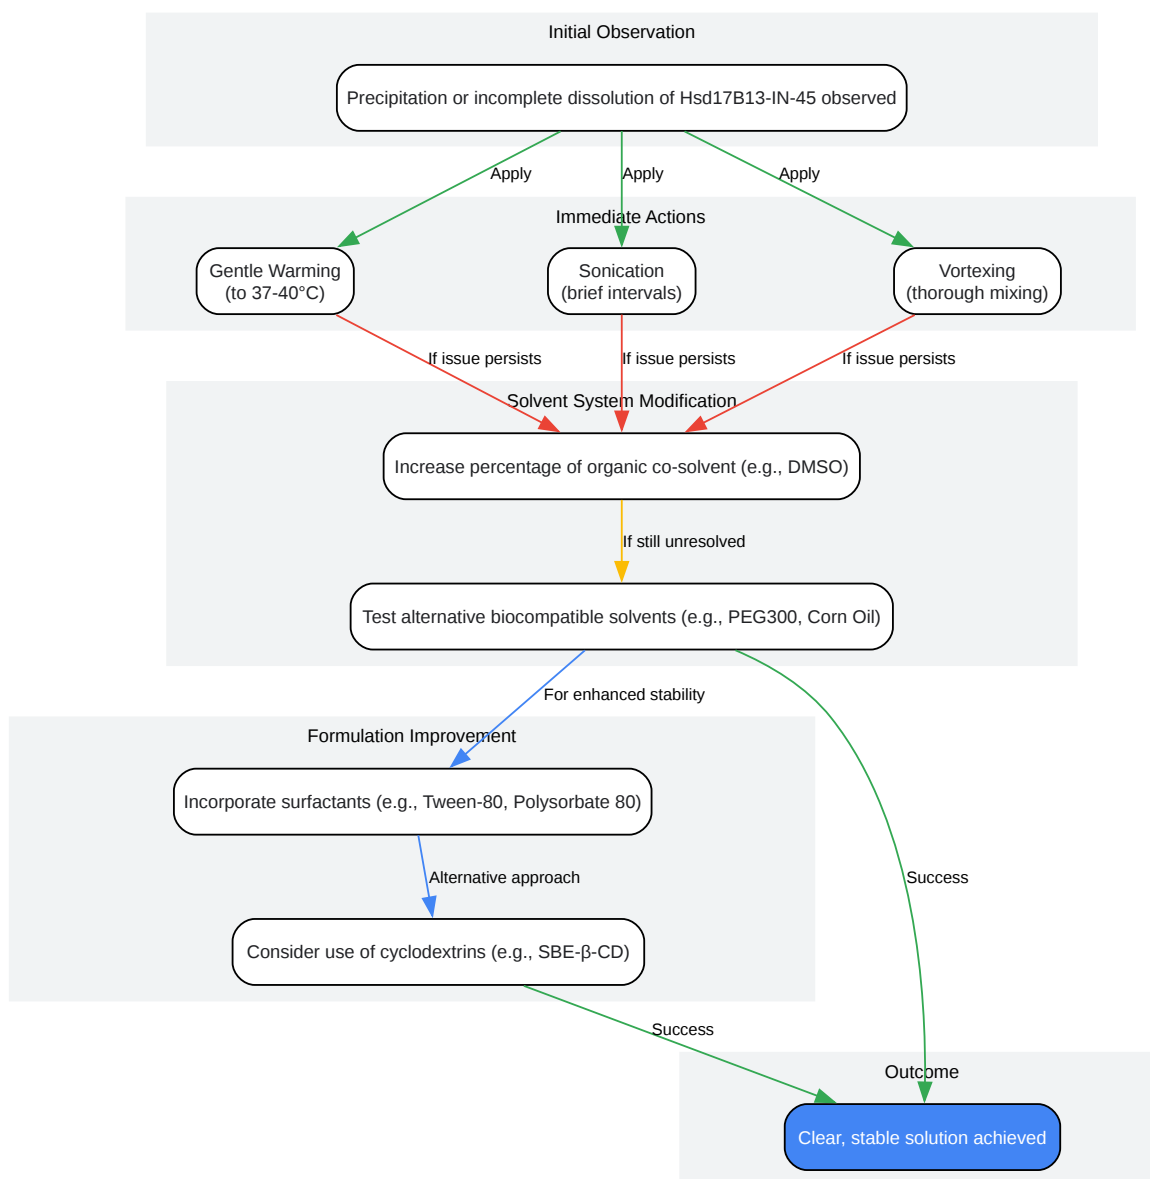 Initial Observation
Precipitation or incomplete dissolution of Hsd17B13-IN-45 observed
Apply
Apply
Apply
Immediate Actions
Gentle Warming
(to 37-40°C)
Sonication
(brief intervals)
Vortexing
(thorough mixing)
If issue persists
If issue persists
If issue persists
Solvent System Modification
Increase percentage of organic co-solvent (e.g., DMSO)
If still unresolved
Test alternative biocompatible solvents (e.g., PEG300, Corn Oil)
For enhanced stability
Formulation Improvement
Incorporate surfactants (e.g., Tween-80, Polysorbate 80)
Alternative approach
Success
Consider use of cyclodextrins (e.g., SBE-β-CD)
Success
Outcome
Clear, stable solution achieved